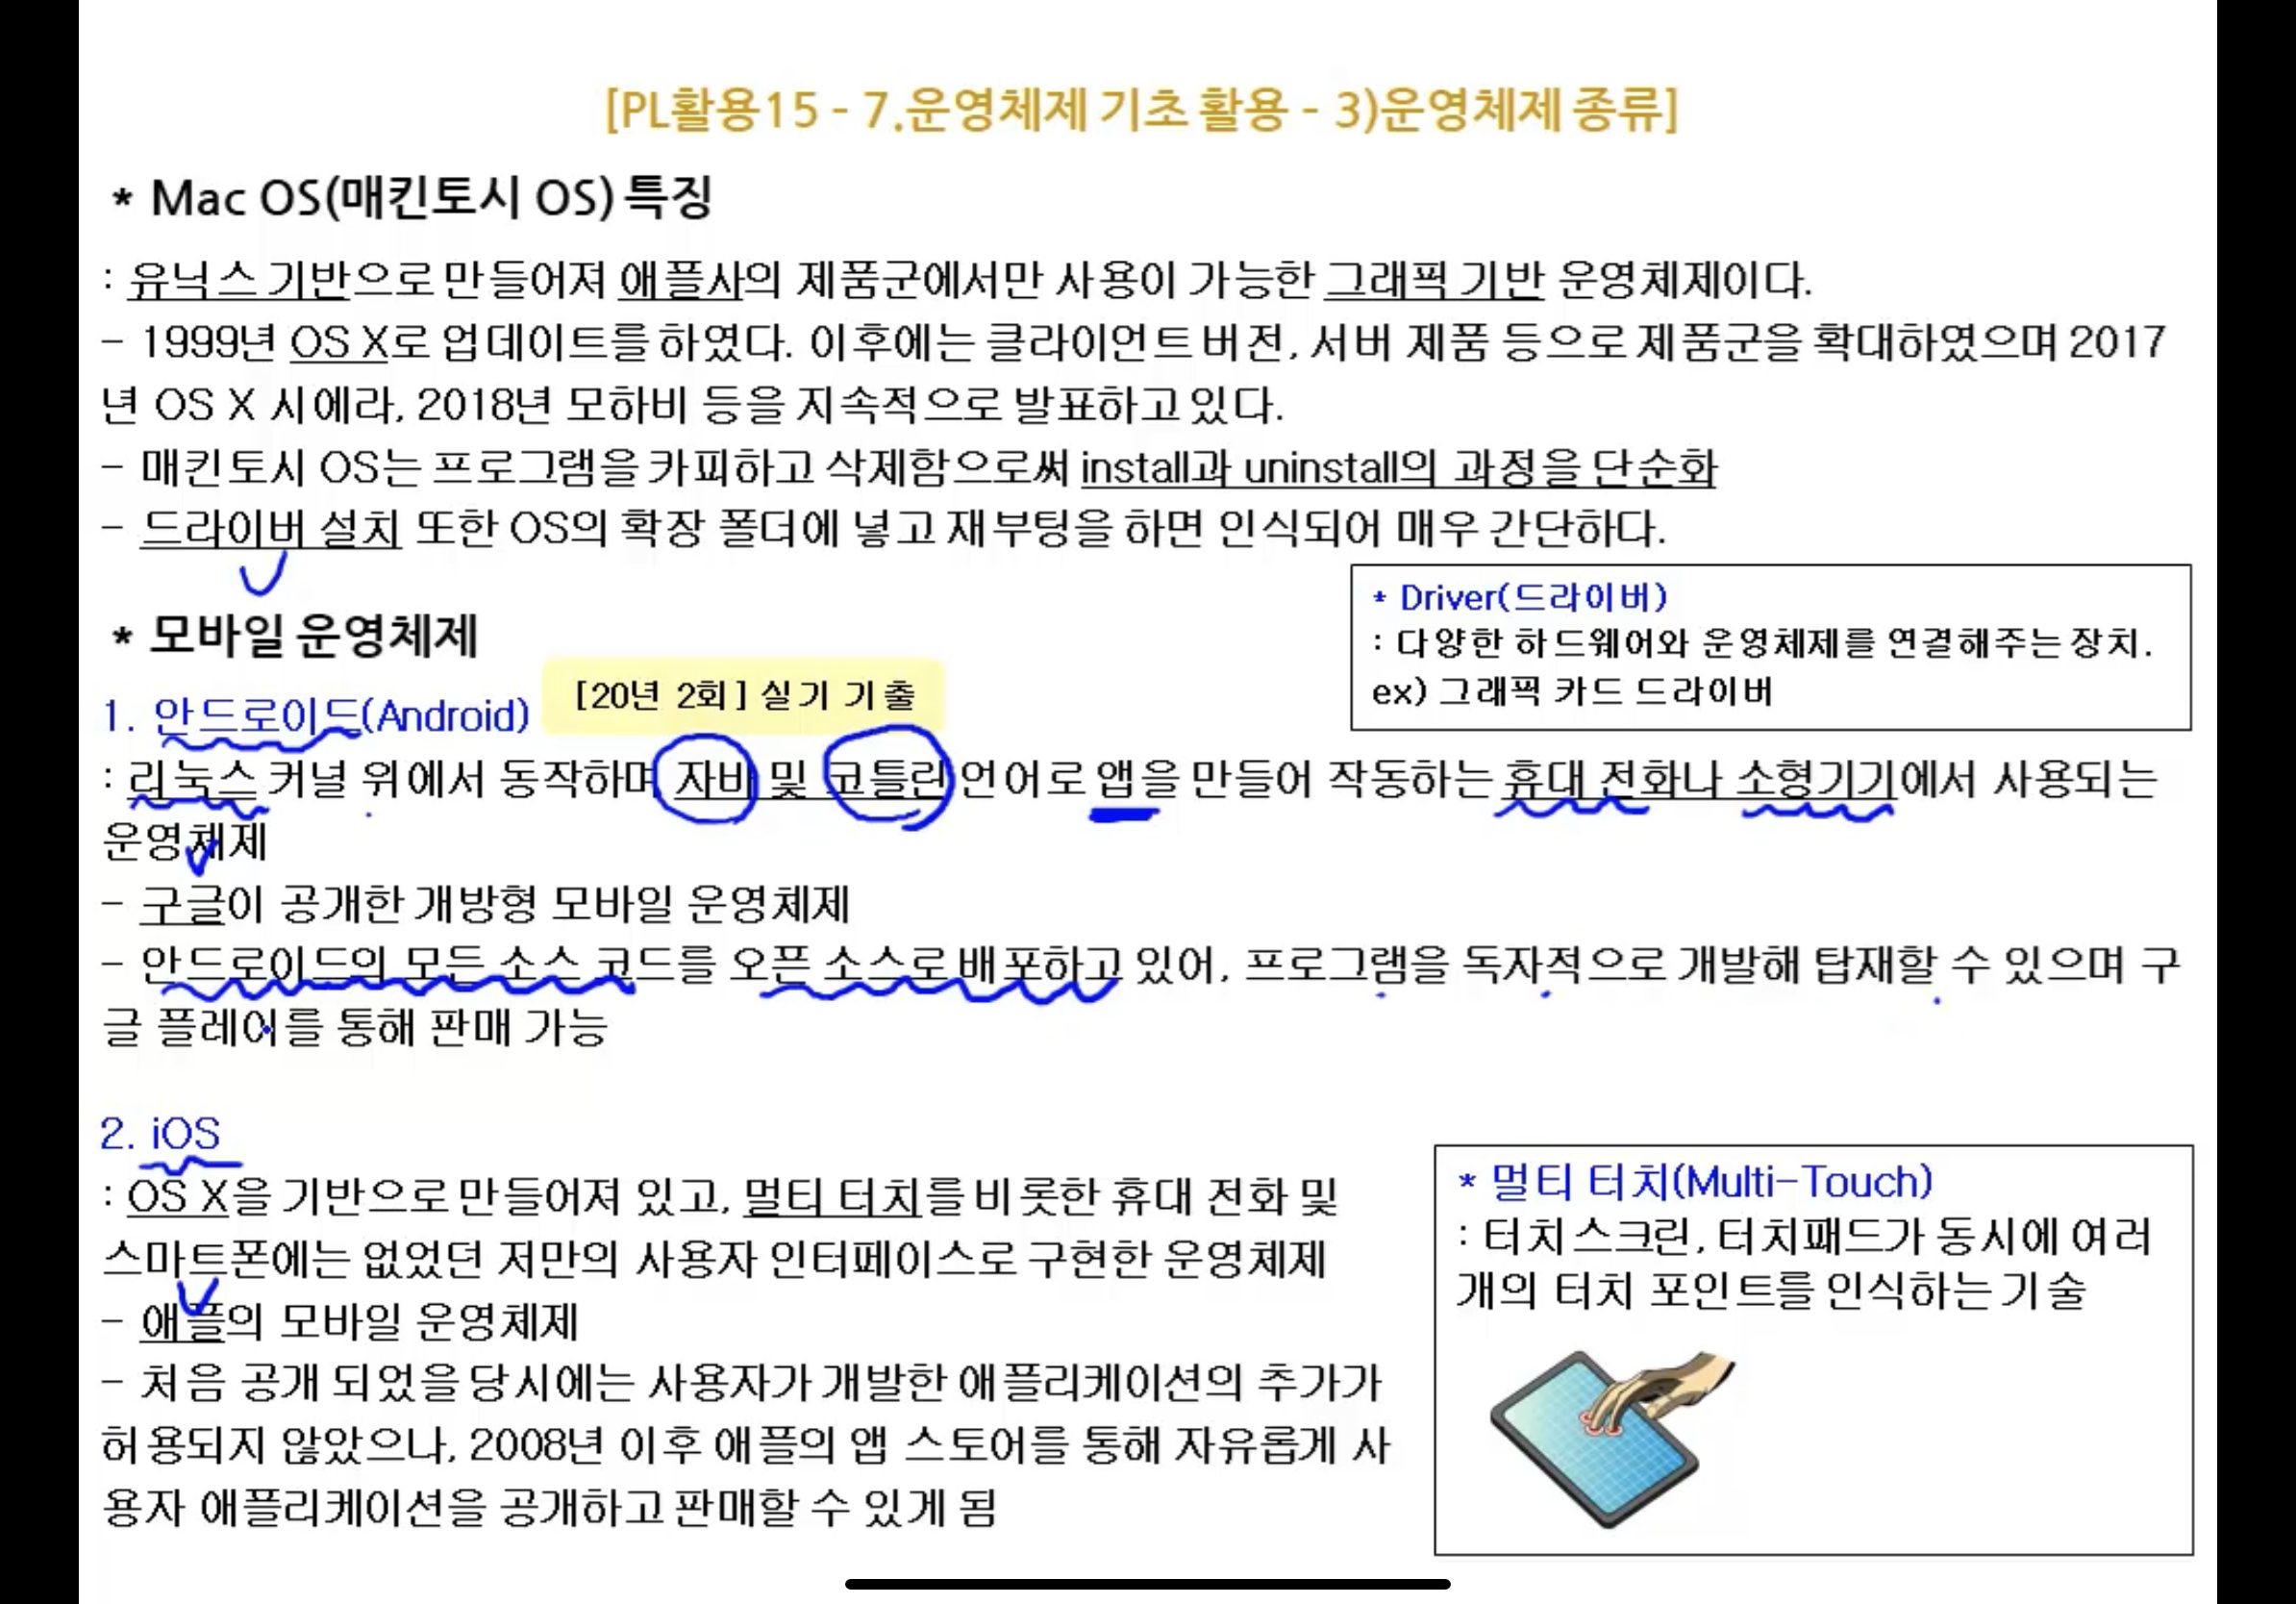 [PL활용15 - 7.운영체제 기초 활용 - 3)운영체제 종류]
* Mac OS(매킨토시 OS) 특징
: 유닉스 기반으로 만들어져 애플사의 제품군에서만 사용이 가능한 그래픽 기반 운영체제이다.
- 1999년 OS X로 업데이트를 하였다. 이후에는 클라이언트 버전, 서버 제품 등으로 제품군을 확대하였으며 2017
년 OS X 시에라, 2018년 모하비 등을 지속적으로 발표하고 있다.
- 매킨토시 OS는 프로그램을 카피하고 삭제함으로써 install과 uninstall의 과정을 단순화
- 드라이버 설치 또한 OS의 확장 폴더에 넣고 재부팅을 하면 인식되어 매우 간단하다.
* Driver(드라이버)
: 다양한 하드웨어와 운영체제를 연결해주는 장치.
ex) 그래픽 카드 드라이버
* 모바일 운영체제
1. 안드로이드(Android)
[20년 2회] 실기 기출
: 리눅스 커널 위에서 동작하며 자바 및 코틀린 언어로 앱을 만들어 작동하는 휴대 전화나 소형기기에서 사용되는
운영체제
- 구글이 공개한 개방형 모바일 운영체제
- 안드로이드의 모든 소스 코드를 오픈 소스로 배포하고 있어, 프로그램을 독자적으로 개발해 탑재할 수 있으며 구
글 플레이를 통해 판매 가능
2. iOS
: OS X을 기반으로 만들어져 있고, 멀티 터치를 비롯한 휴대 전화 및
스마트폰에는 없었던 저만의 사용자 인터페이스로 구현한 운영체제
- 애플의 모바일 운영체제
- 처음 공개 되었을 당시에는 사용자가 개발한 애플리케이션의 추가가
허용되지 않았으나, 2008년 이후 애플의 앱 스토어를 통해 자유롭게 사
용자 애플리케이션을 공개하고 판매할 수 있게 됨
* 멀티 터치(Multi-Touch)
: 터치스크린, 터치패드가 동시에 여러
개의 터치 포인트를 인식하는 기술